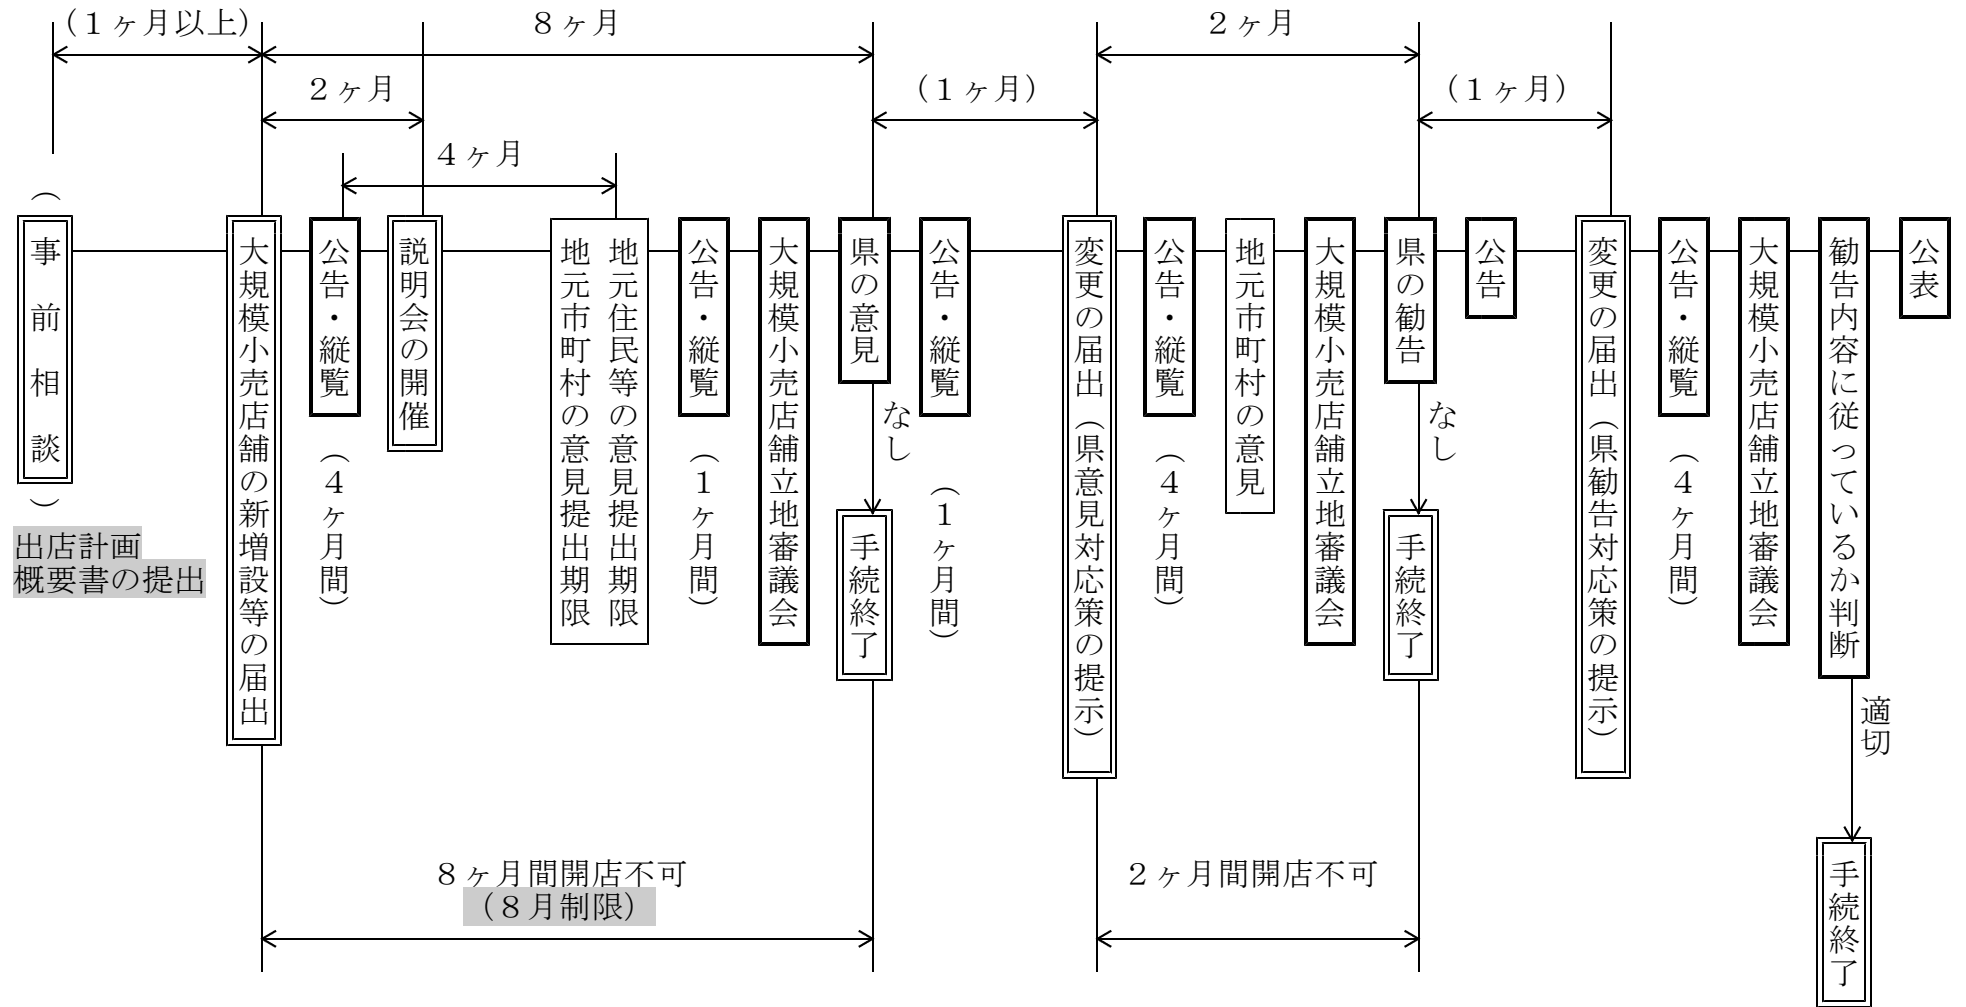 （１ヶ月以上）
８ヶ月
２ヶ月
２ヶ月
（１ヶ月）
（１ヶ月）
４ヶ月
（事前相談）
出店計画
概要書の提出
大規模小売店舗の新増設等の届出
公告・縦覧
（４ヶ月間）
説明会の開催
地元住民等の意見提出期限
地元市町村の意見提出期限
公告・縦覧
（１ヶ月間）
大規模小売店舗立地審議会
県の意見
なし
手続終了
公告・縦覧
（１ヶ月間）
変更の届出（県意見対応策の提示）
公告・縦覧
（４ヶ月間）
地元市町村の意見
大規模小売店舗立地審議会
県の勧告
なし
手続終了
公告
変更の届出（県勧告対応策の提示）
公告・縦覧
（４ヶ月間）
大規模小売店舗立地審議会
勧告内容に従っているか判断
適切
手続終了
公表
８ヶ月間開店不可
（８月制限）
２ヶ月間開店不可